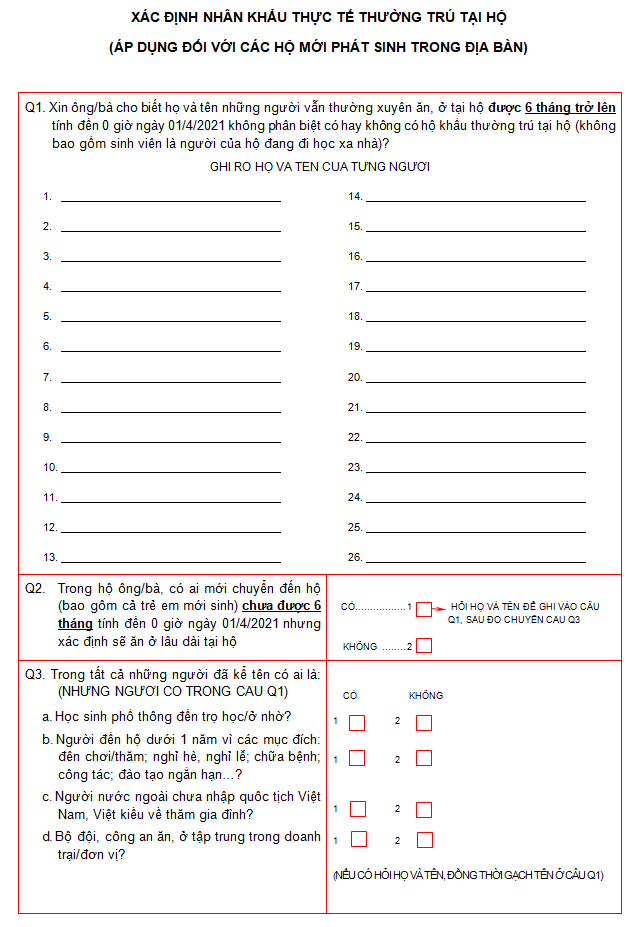 XÁC ĐỊNH NHÂN KHẨU THỰC TẾ THƯỜNG TRÚ TẠI HỘ
(ÁP DỤNG ĐỐI VỚI CÁC HỘ MỚI PHÁT SINH TRONG ĐỊA BÀN)
Q1. Xin ông/bà cho biết họ và tên những người vẫn thường xuyên ăn, ở tại hộ được 6 tháng trở lên
tính đến 0 giờ ngày 01/4/2021 không phân biệt có hay không có hộ khẩu thường trú tại hộ (không
bao gồm sinh viên là người của hộ đang đi học xa nhà)?
GHI RO HỌ VA TEN CUA TƯNG NGƯƠI
1. 14.
2. 15.
3. 16.
4. 17.
5. 18.
6. 19.
7. 20.
8. 21.
9. 22.
10. 23.
11. 24.
12. 25.
13. 26.
Q2. Trong hộ ông/bà, có ai mới chuyển đến hộ
(bao gồm cả trẻ em mới sinh) chưa được 6
tháng tính đến 0 giờ ngày 01/4/2021 nhưng
xác định sẽ ăn ở lâu dài tại hộ
CÓ.................1 HỎI HỌ VÀ TÊN ĐỂ GHI VÀO CÂU
Q1, SAU ĐO CHUYÊN CAU Q3
KHÔNG ........2
Q3. Trong tất cả những người đã kể tên có ai là:
(NHƯNG NGƯƠI CO TRONG CAU Q1)
CÓ KHÔNG
a. Học sinh phổ thông đến trọ học/ở nhờ?
1 2
b. Người đến hộ dưới 1 năm vì các mục đích:
đến chơi/thăm; nghỉ hè, nghỉ lễ; chữa bệnh;
công tác; đào tạo ngắn hạn...?
1 2
c. Người nước ngoài chưa nhập quốc tịch Việt
Nam, Việt kiều về thăm gia đình?
1 2
d. Bộ đội, công an ăn, ở tập trung trong doanh
trại/đơn vị?
1 2
(NẾU CÓ HỎI HỌ VÀ TÊN, ĐỒNG THỜI GẠCH TÊN Ở CÂU Q1)